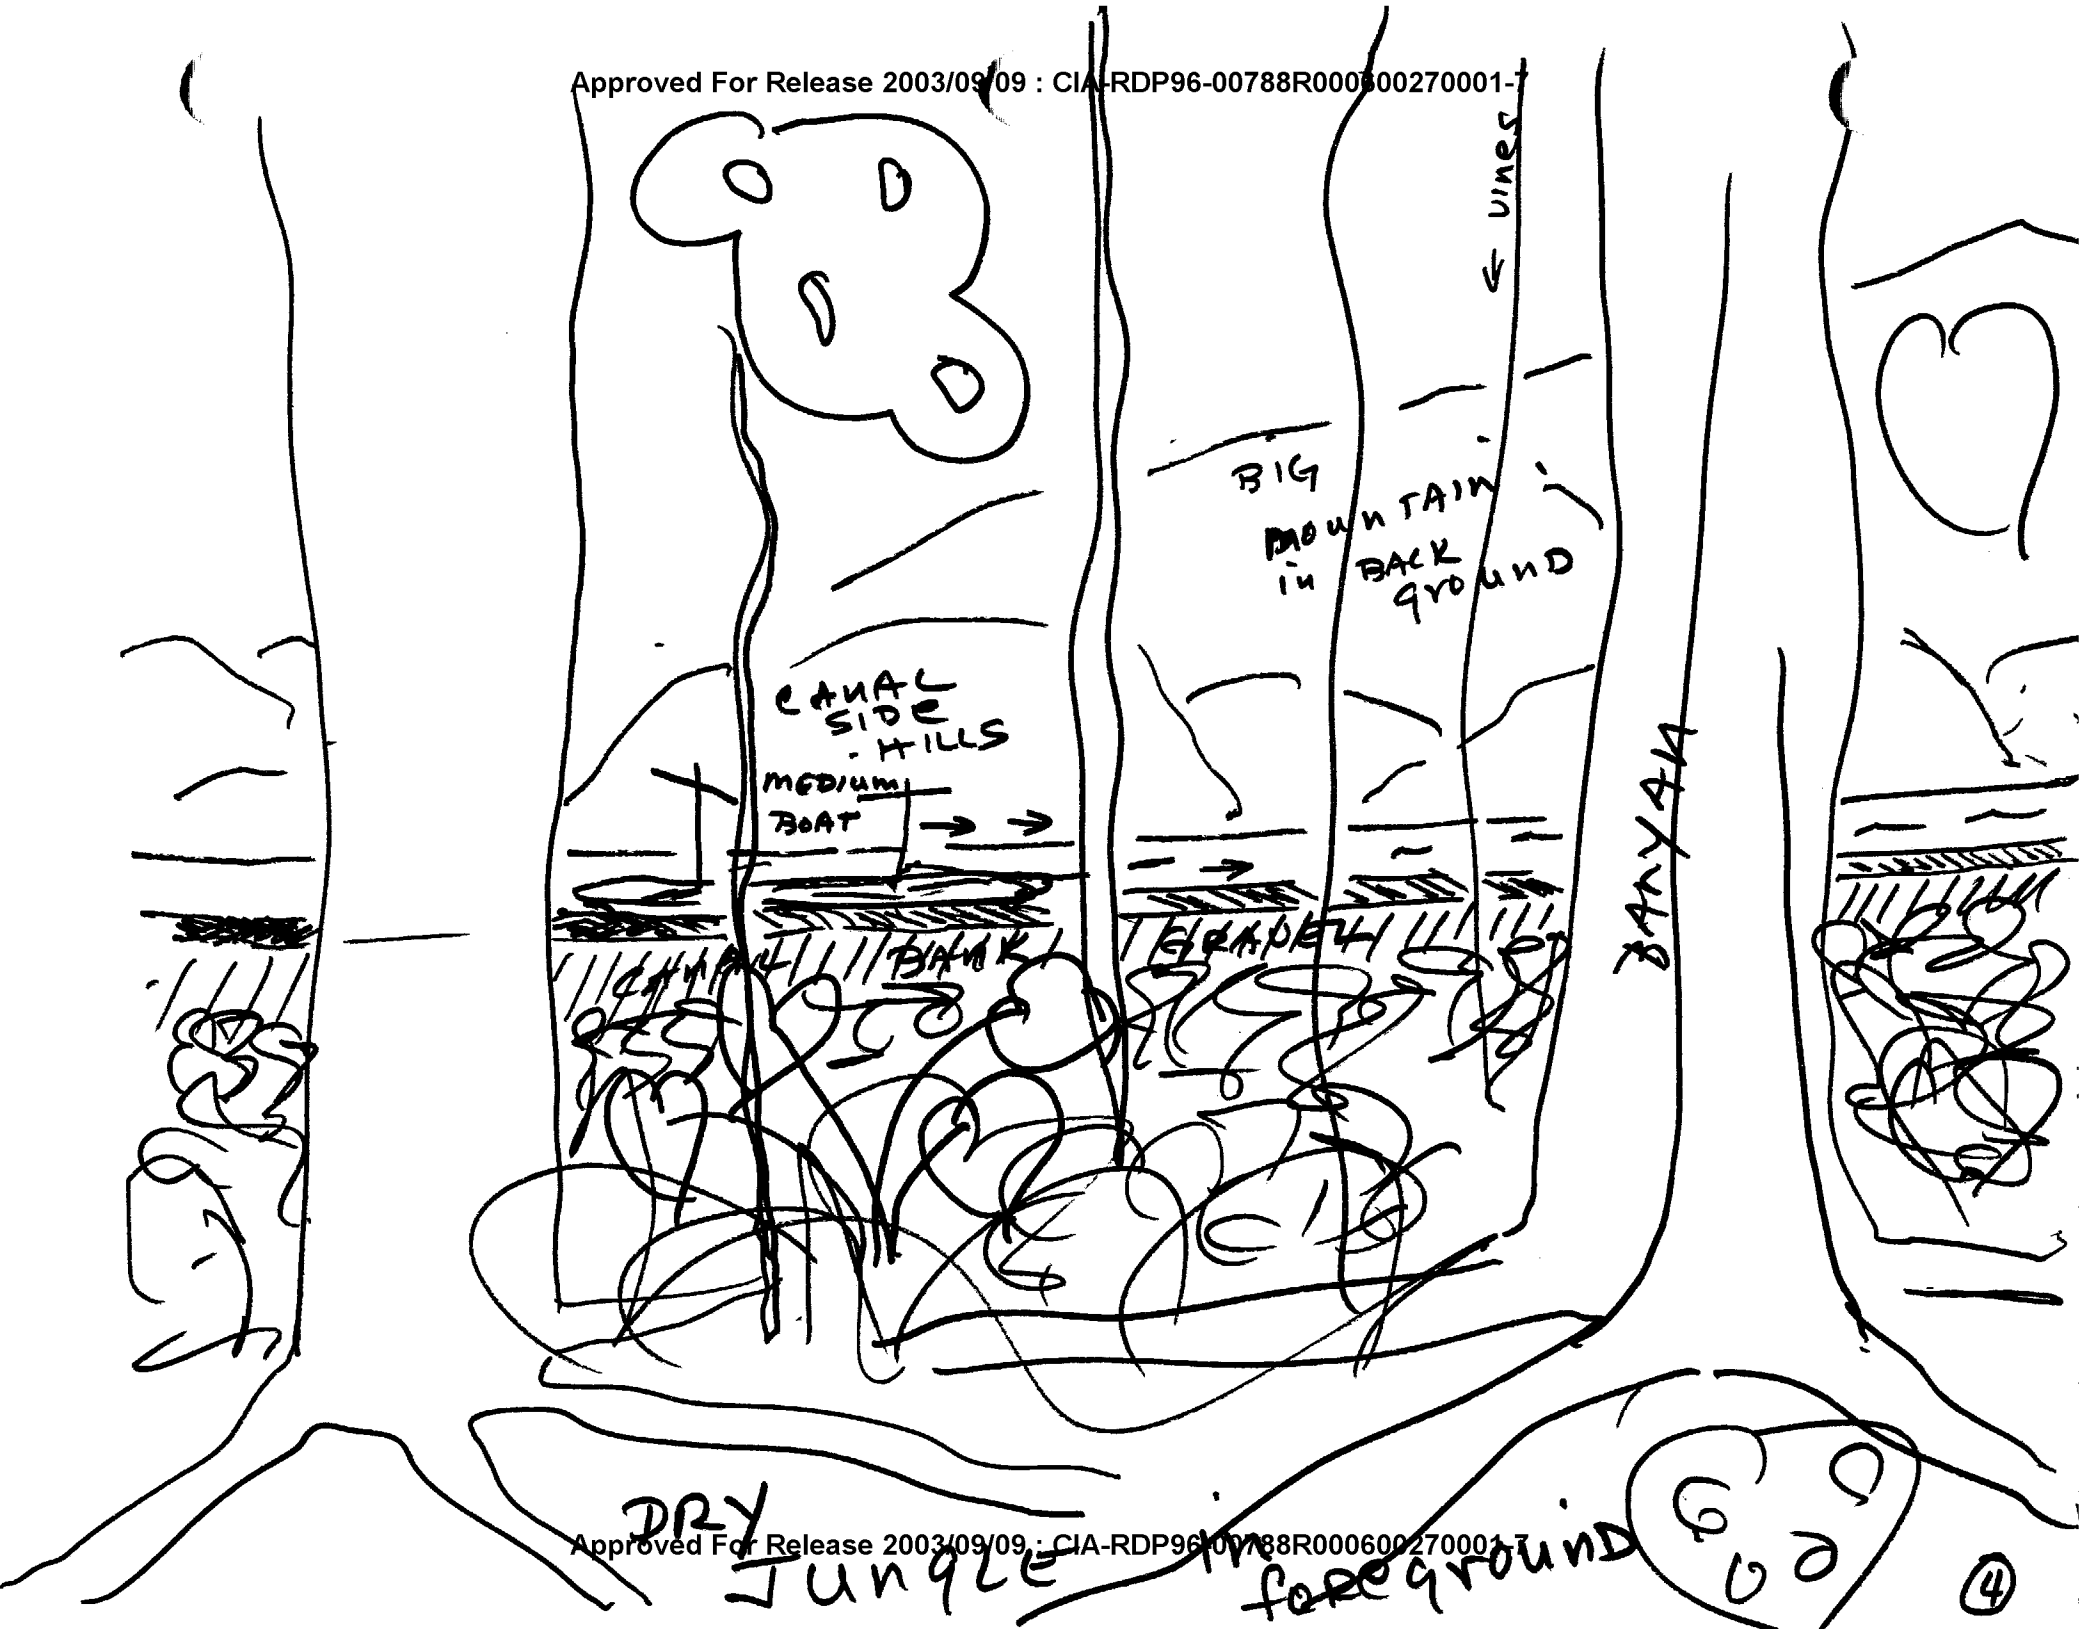 Approved For Release 2003/09/09 : CIA-RDP96-00788R000600270001-7
← vines
BIG
mounTAin
in BACK
grounD
CANAL
SIDE
HILLS
MEDIum
BOAT
BANYAN
BANK GRAVEL
DRY
JunglE in
foreground
Approved For Release 2003/09/09 : CIA-RDP96-00788R000600270001-7
4